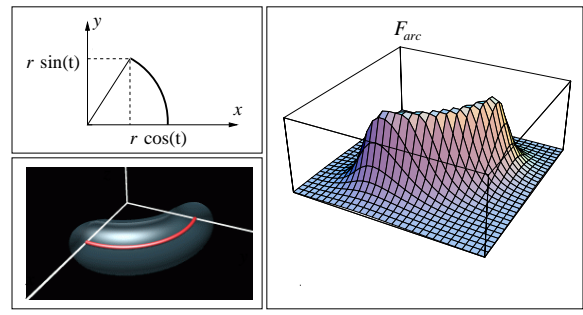 y
r sin(t)
x
r cos(t)
F_arc